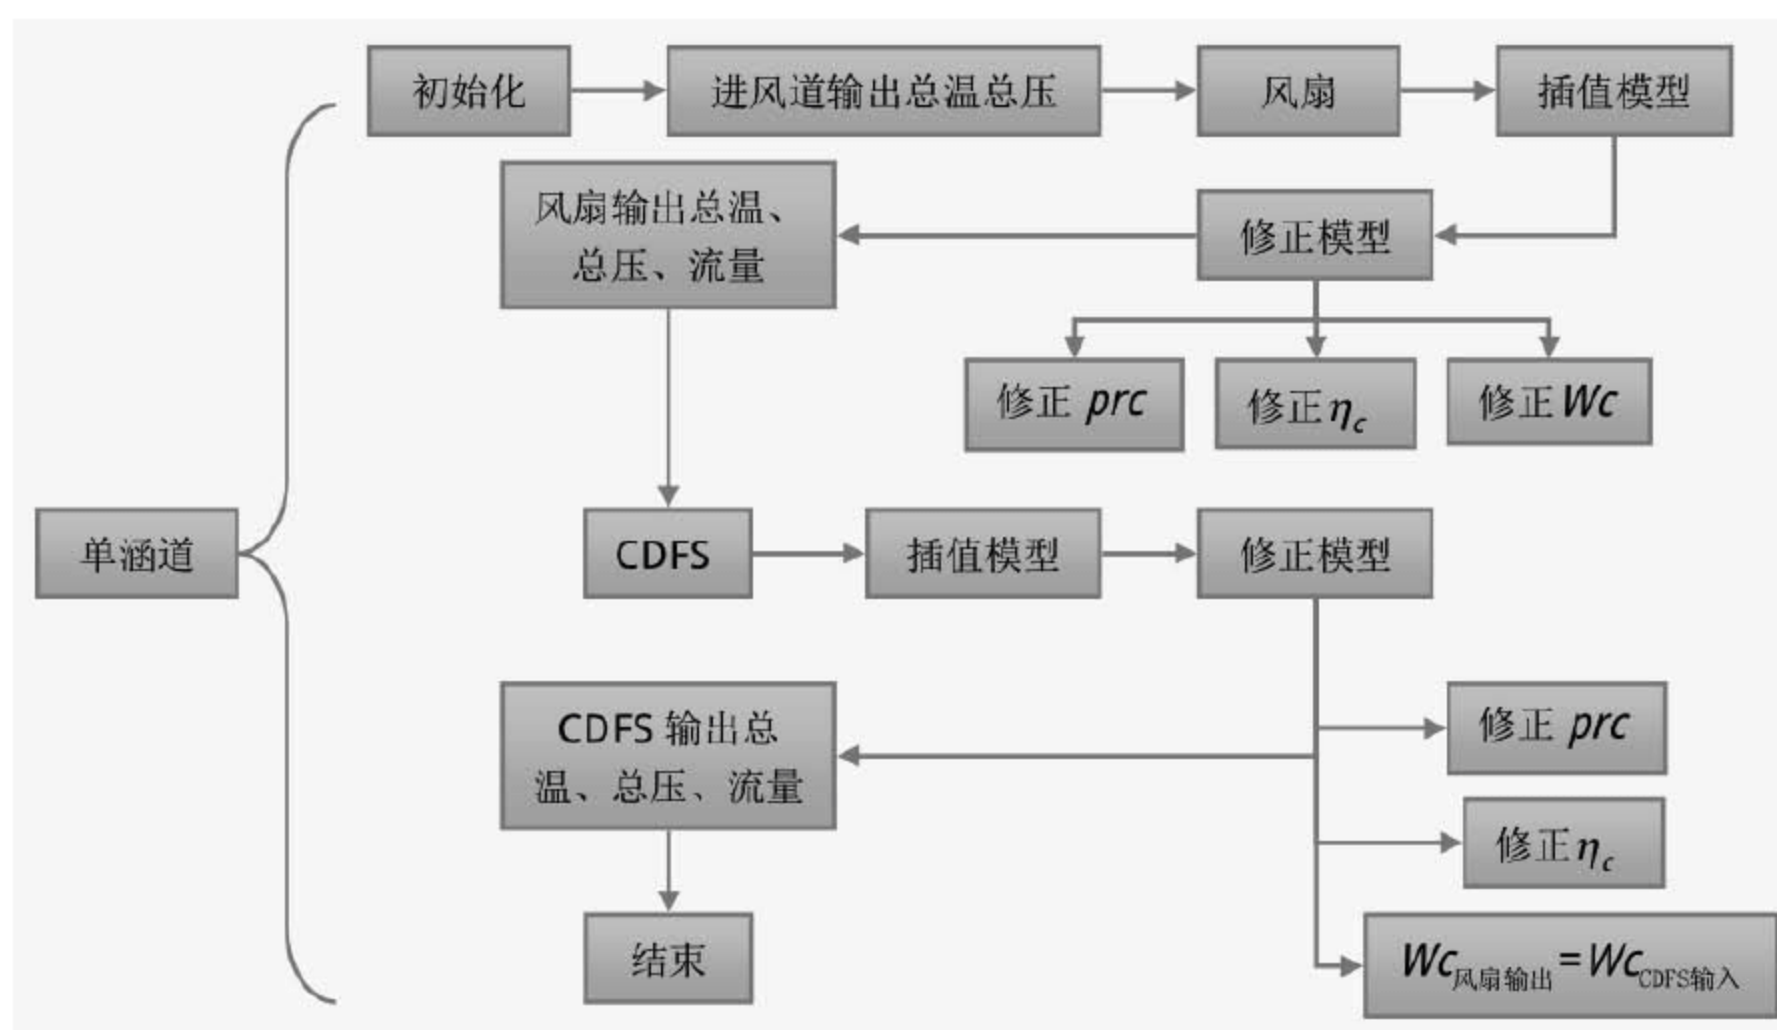 初始化
进风道输出总温总压
风扇
插值模型
风扇输出总温、
总压、流量
修正模型
修正 prc
修正 ηc
修正 Wc
单涵道
CDFS
插值模型
修正模型
CDFS 输出总
温、总压、流量
修正 prc
修正 ηc
结束
Wc风扇输出=WcCDFS输入